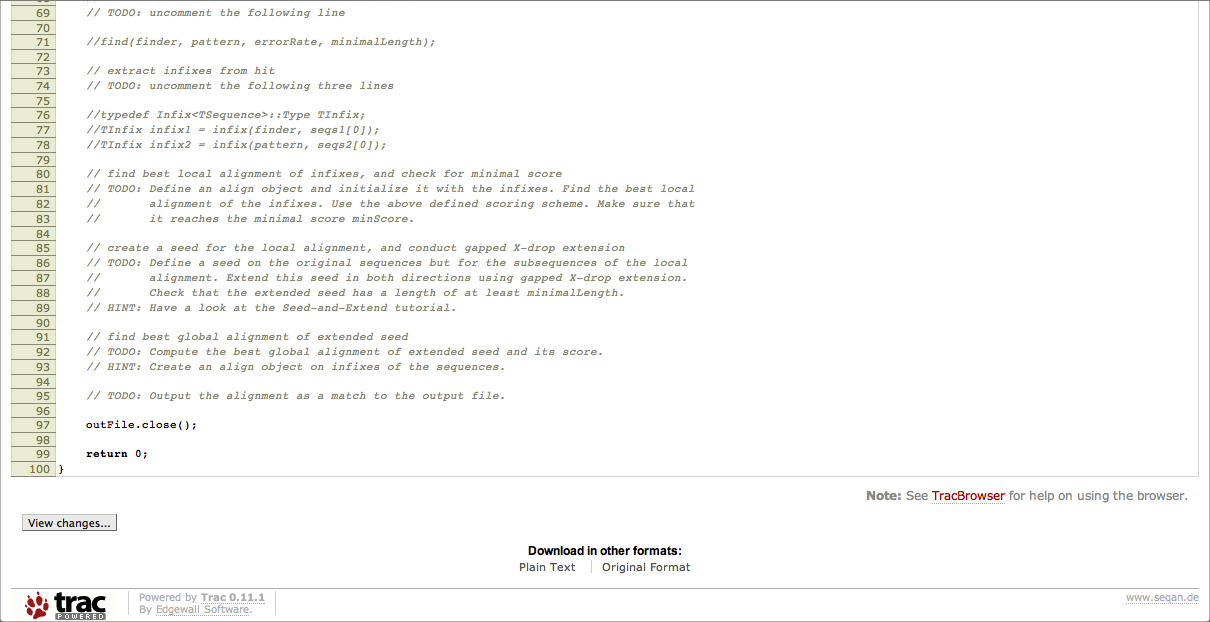 69 // TODO: uncomment the following line
70
71 //find(finder, pattern, errorRate, minimalLength);
72
73 // extract infixes from hit
74 // TODO: uncomment the following three lines
75
76 //typedef Infix<TSequence>::Type TInfix;
77 //TInfix infix1 = infix(finder, seqs1[0]);
78 //TInfix infix2 = infix(pattern, seqs2[0]);
79
80 // find best local alignment of infixes, and check for minimal score
81 // TODO: Define an align object and initialize it with the infixes. Find the best local
82 // alignment of the infixes. Use the above defined scoring scheme. Make sure that
83 // it reaches the minimal score minScore.
84
85 // create a seed for the local alignment, and conduct gapped X-drop extension
86 // TODO: Define a seed on the original sequences but for the subsequences of the local
87 // alignment. Extend this seed in both directions using gapped X-drop extension.
88 // Check that the extended seed has a length of at least minimalLength.
89 // HINT: Have a look at the Seed-and-Extend tutorial.
90
91 // find best global alignment of extended seed
92 // TODO: Compute the best global alignment of extended seed and its score.
93 // HINT: Create an align object on infixes of the sequences.
94
95 // TODO: Output the alignment as a match to the output file.
96
97 outFile.close();
98
99 return 0;
100 }
Note: See TracBrowser for help on using the browser.
View changes...
Download in other formats:
Plain Text Original Format
trac POWERED
Powered by Trac 0.11.1
By Edgewall Software.
www.seqan.de